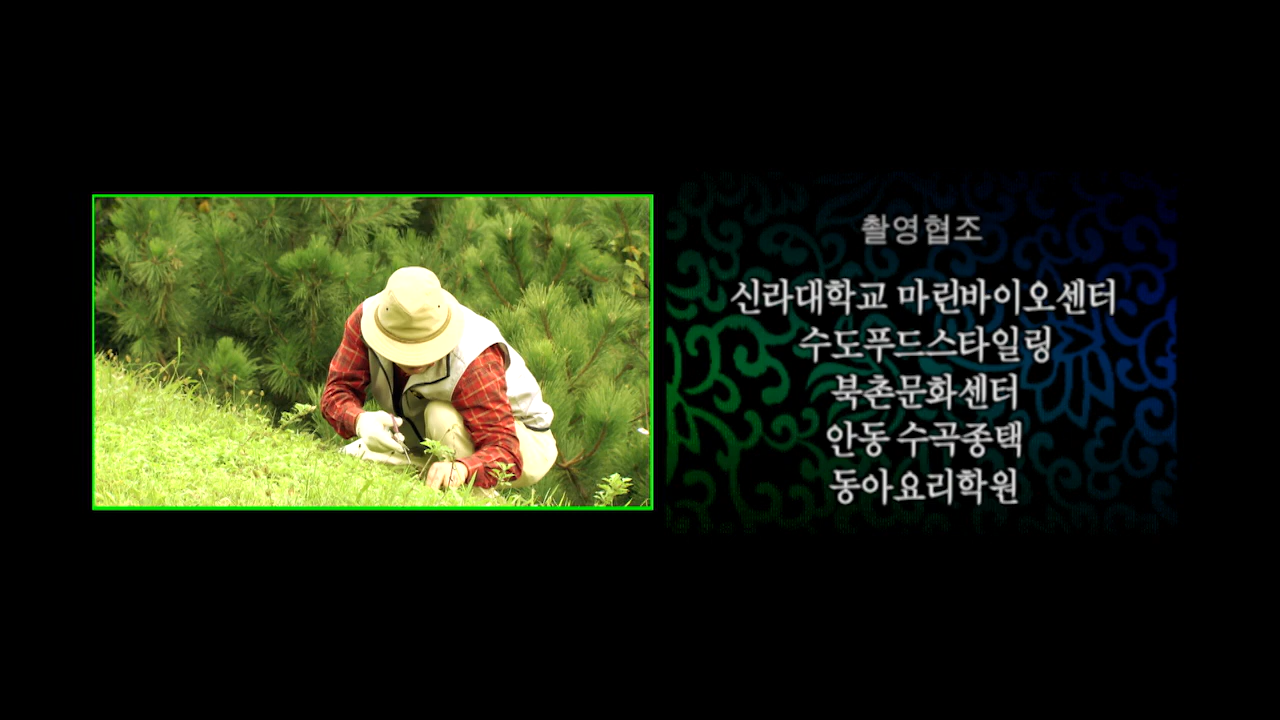 촬영협조
신라대학교 마린바이오센터
수도푸드스타일링
북촌문화센터
안동 수곡종택
동아요리학원